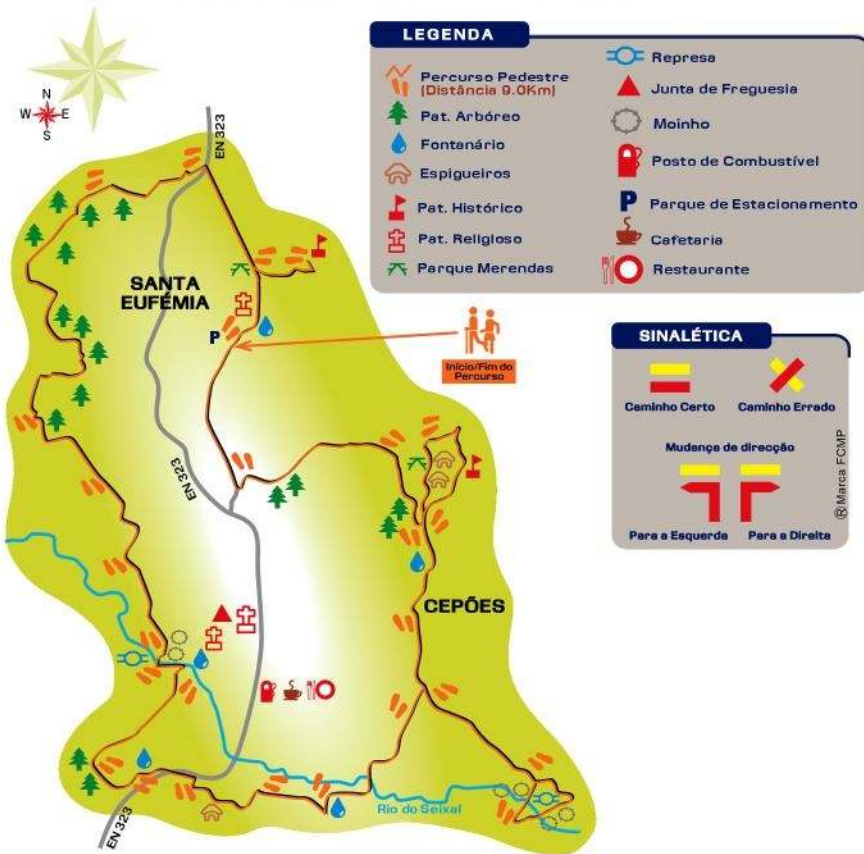 LEGENDA
Percurso Pedestre
(Distância 9.0Km)
Pat. Arbóreo
Fontanário
Espigueiros
Pat. Histórico
Pat. Religioso
Parque Merendas
Represa
Junta de Freguesia
Moinho
Posto de Combustível
P Parque de Estacionamento
Cafetaria
Restaurante
N
W E
S
EN 323
SANTA
EUFÉMIA
P
Início/Fim do
Percurso
EN 323
CEPÕES
Rio do Seixal
EN 323
SINALÉTICA
Caminho Certo
Caminho Errado
Mudança de direcção
Para a Esquerda
Para a Direita
® Marca FCMP